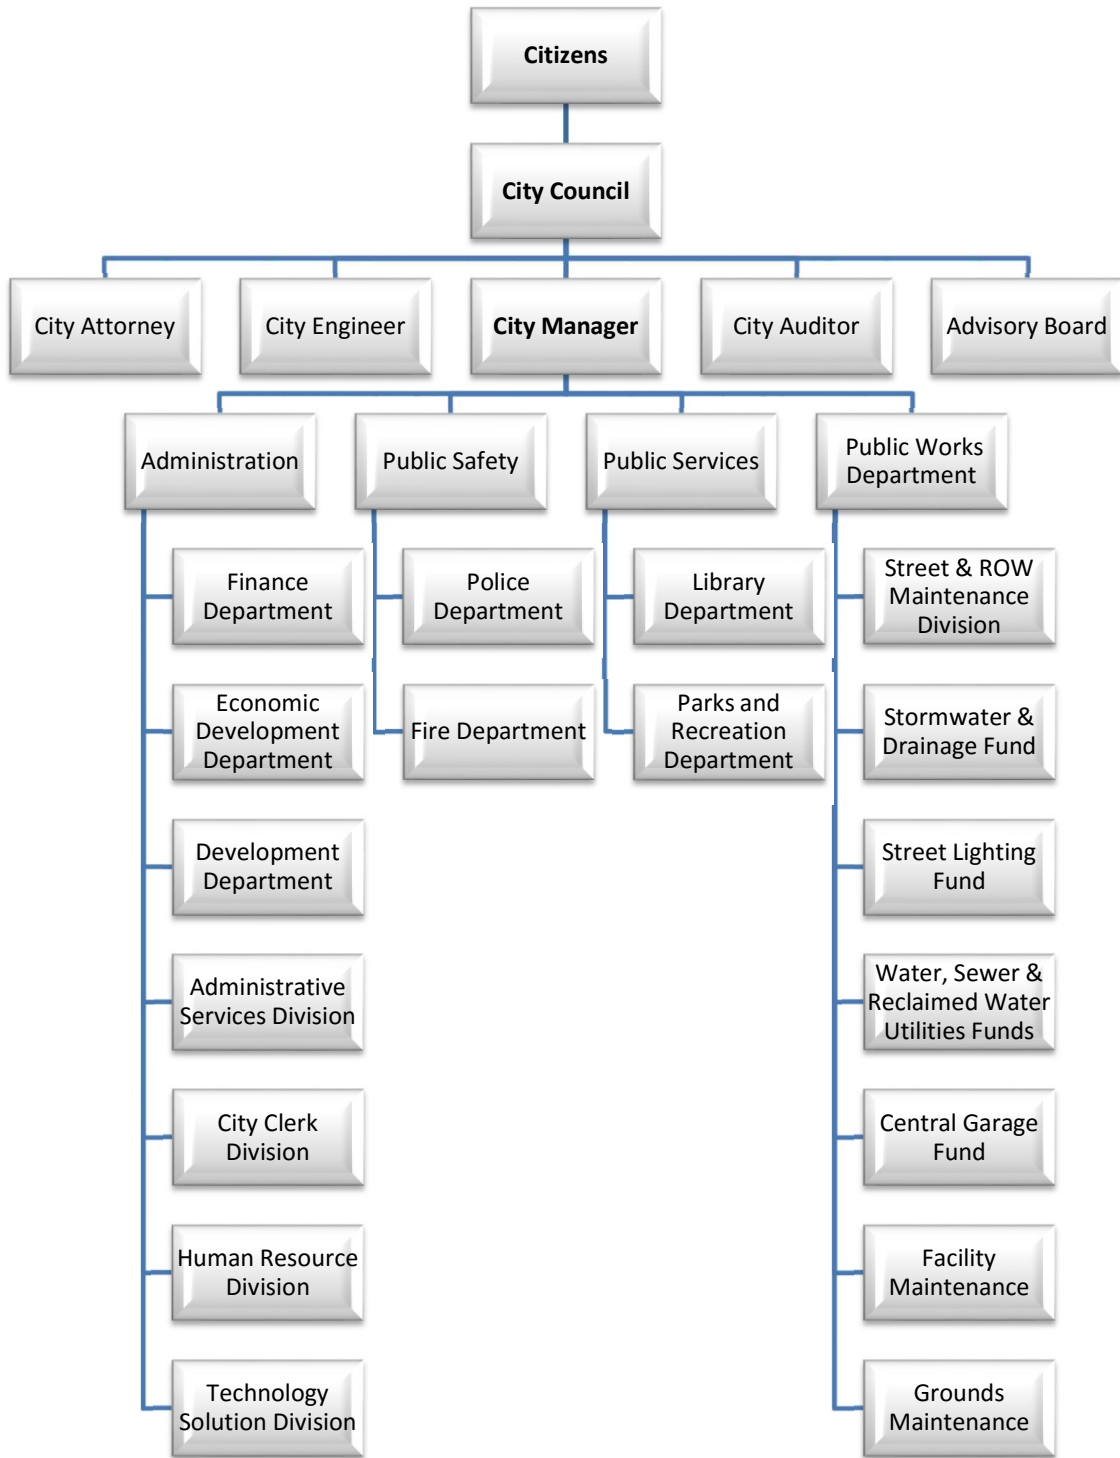 Citizens
City Council
City Attorney
City Engineer
City Manager
City Auditor
Advisory Board
Administration
Public Safety
Public Services
Public Works
Department
Finance
Department
Police
Department
Library
Department
Street & ROW
Maintenance
Division
Economic
Development
Department
Fire Department
Parks and
Recreation
Department
Stormwater &
Drainage Fund
Development
Department
Street Lighting
Fund
Administrative
Services Division
Water, Sewer &
Reclaimed Water
Utilities Funds
City Clerk
Division
Central Garage
Fund
Human Resource
Division
Facility
Maintenance
Technology
Solution Division
Grounds
Maintenance